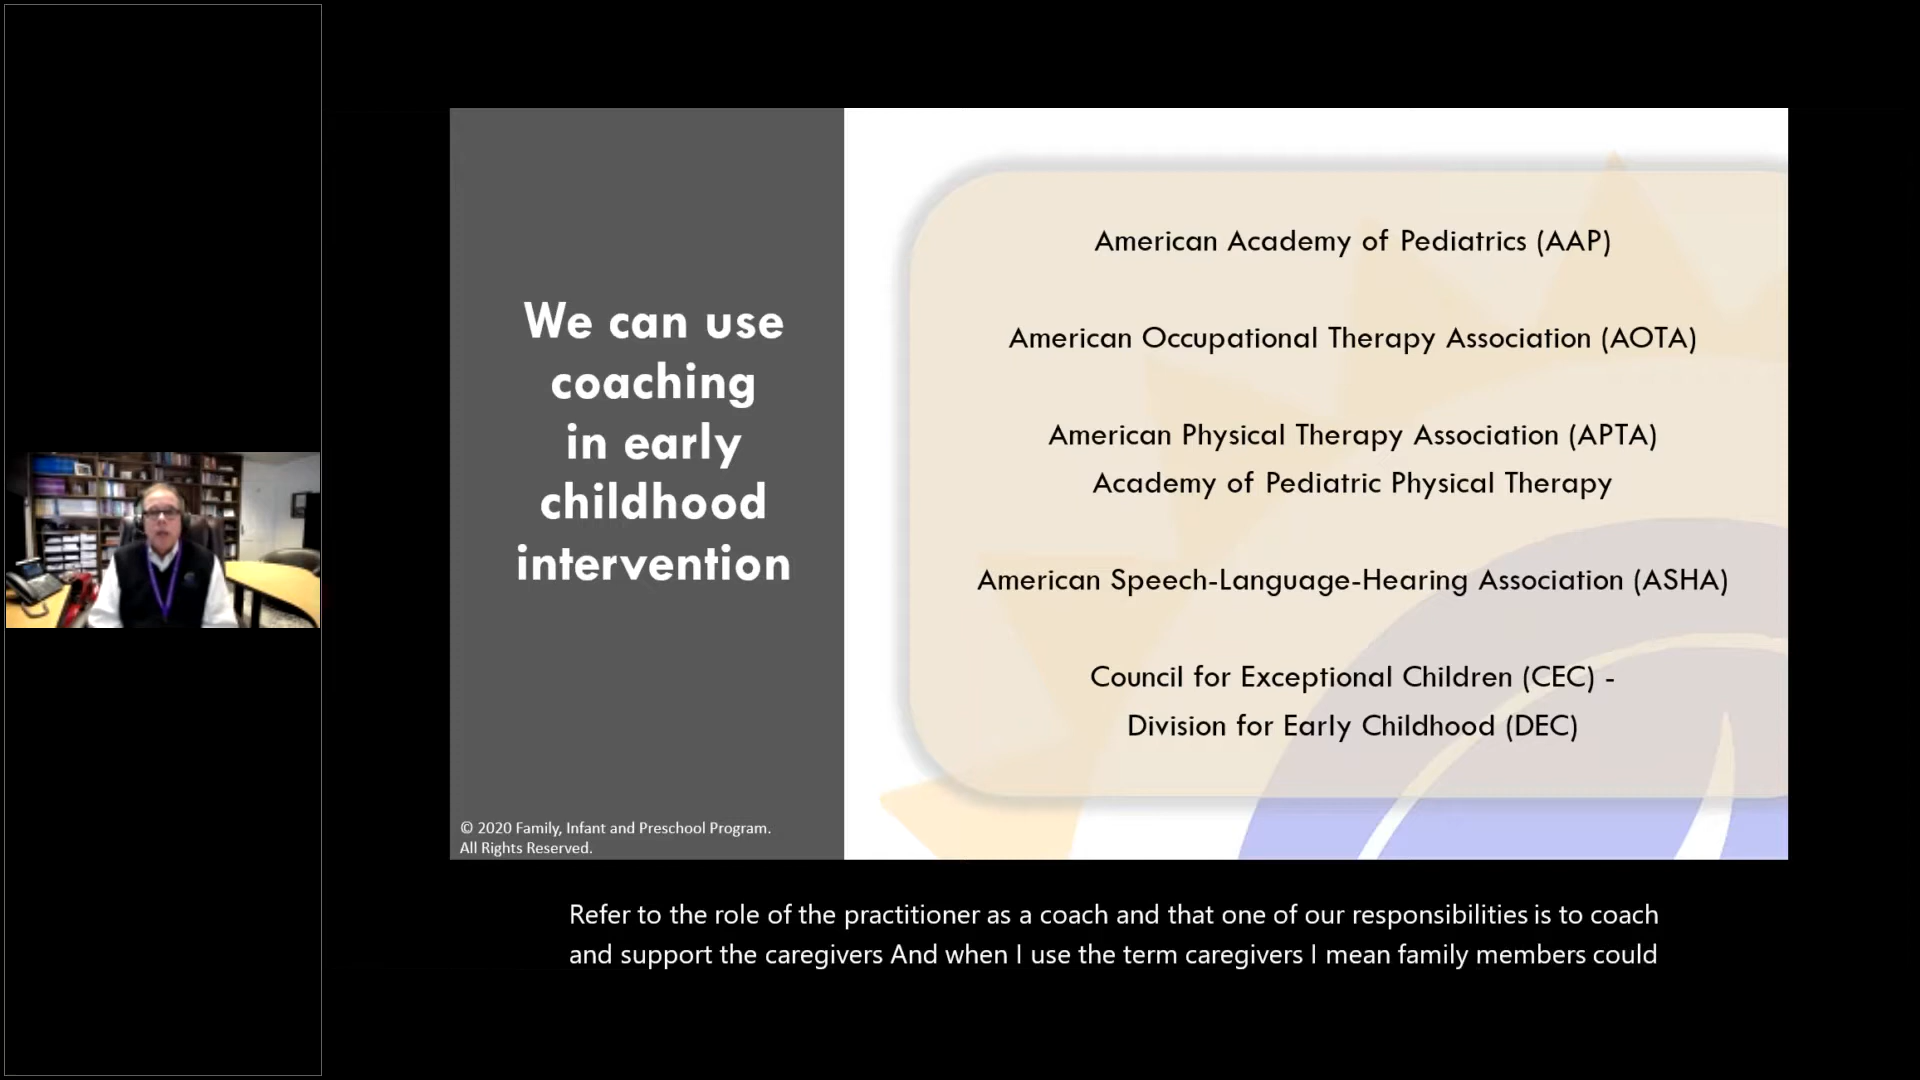 We can use
coaching
in early
childhood
intervention
© 2020 Family, Infant and Preschool Program.
All Rights Reserved.
American Academy of Pediatrics (AAP)
American Occupational Therapy Association (AOTA)
American Physical Therapy Association (APTA)
Academy of Pediatric Physical Therapy
American Speech-Language-Hearing Association (ASHA)
Council for Exceptional Children (CEC) -
Division for Early Childhood (DEC)
Refer to the role of the practitioner as a coach and that one of our responsibilities is to coach
and support the caregivers And when I use the term caregivers I mean family members could